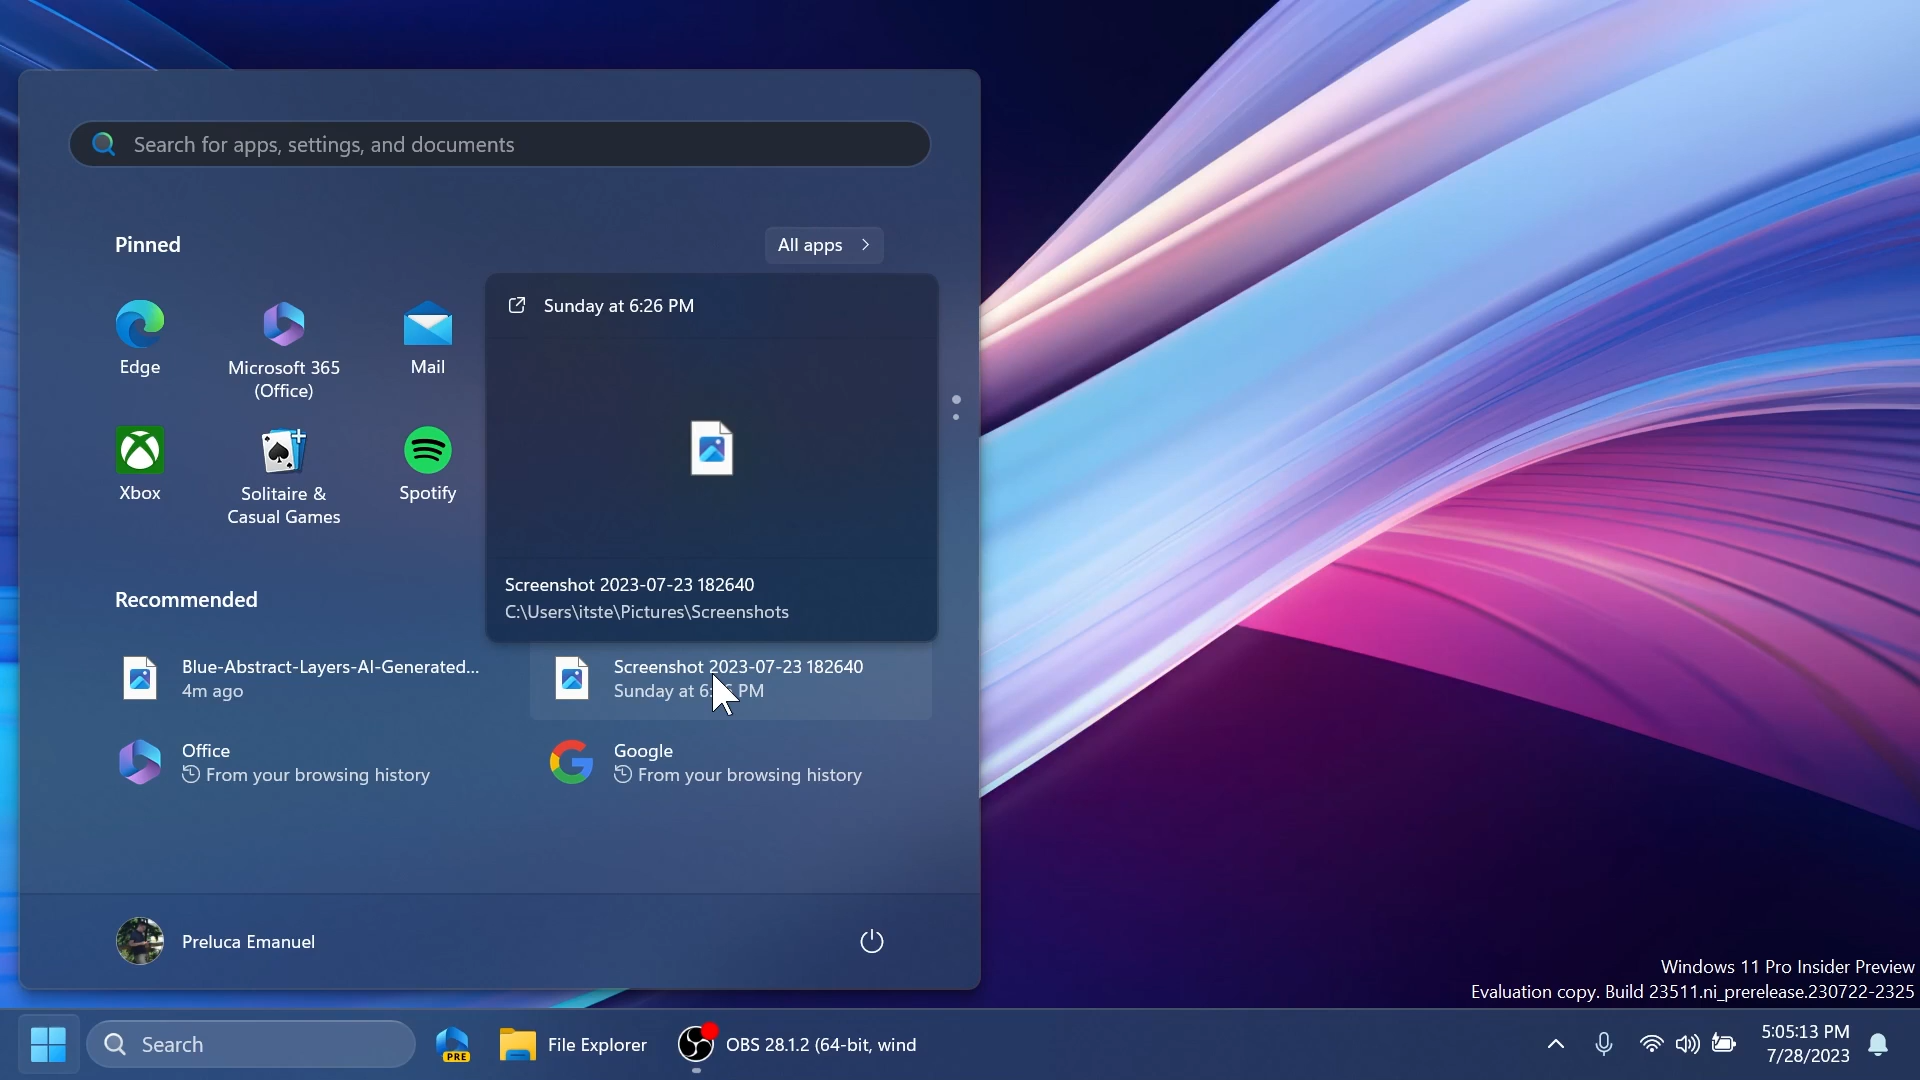 Search for apps, settings, and documents
Pinned
All apps
Sunday at 6:26 PM
Edge
Microsoft 365
(Office)
Mail
Xbox
Solitaire &
Casual Games
Spotify
Screenshot 2023-07-23 182640
C:\Users\itste\Pictures\Screenshots
Recommended
Blue-Abstract-Layers-AI-Generated...
4m ago
Screenshot 2023-07-23 182640
Sunday at 6: PM
Office
From your browsing history
Google
From your browsing history
Preluca Emanuel
Windows 11 Pro Insider Preview
Evaluation copy. Build 23511.ni_prerelease.230722-2325
Search
PRE
File Explorer
OBS 28.1.2 (64-bit, wind
5:05:13 PM
7/28/2023